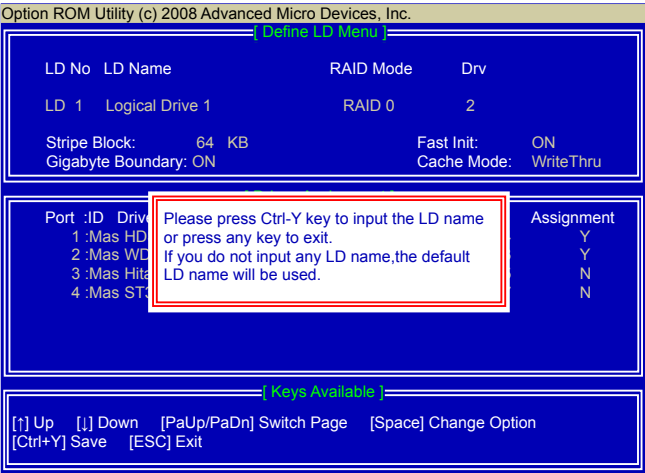 Option ROM Utility (c) 2008 Advanced Micro Devices, Inc.
[ Define LD Menu ]
LD No LD Name RAID Mode Drv
LD 1 Logical Drive 1 RAID 0 2
Stripe Block: 64 KB Fast Init: ON
Gigabyte Boundary: ON Cache Mode: WriteThru
Port :ID Assignment
1 :Mas Y
2 :Mas Y
3 :Mas N
4 :Mas N
Please press Ctrl-Y key to input the LD name
or press any key to exit.
If you do not input any LD name,the default
LD name will be used.
[ Keys Available ]
[↑] Up [↓] Down [PaUp/PaDn] Switch Page [Space] Change Option
[Ctrl+Y] Save [ESC] Exit